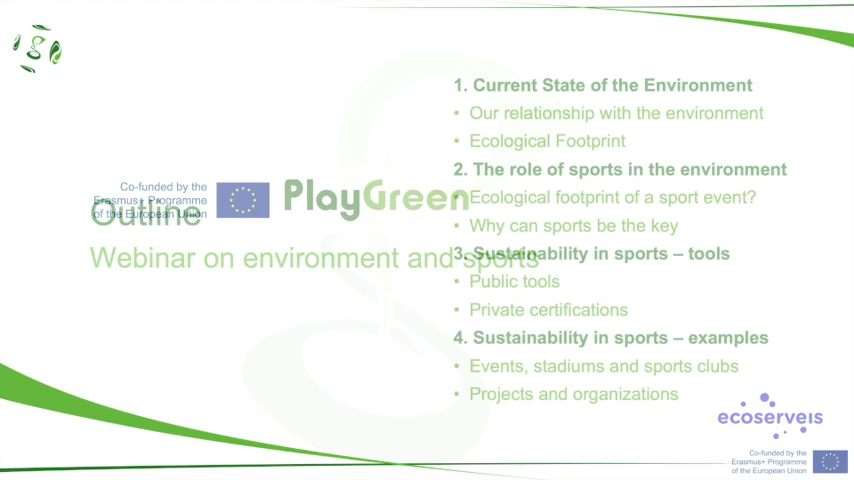 Co-funded by the
Erasmus+ Programme
of the European Union
PlayGreen
Outline
Webinar on environment and sports
1. Current State of the Environment
• Our relationship with the environment
• Ecological Footprint
2. The role of sports in the environment
• Ecological footprint of a sport event?
• Why can sports be the key
3. Sustainability in sports – tools
• Public tools
• Private certifications
4. Sustainability in sports – examples
• Events, stadiums and sports clubs
• Projects and organizations
ecoserveis
Co-funded by the
Erasmus+ Programme
of the European Union